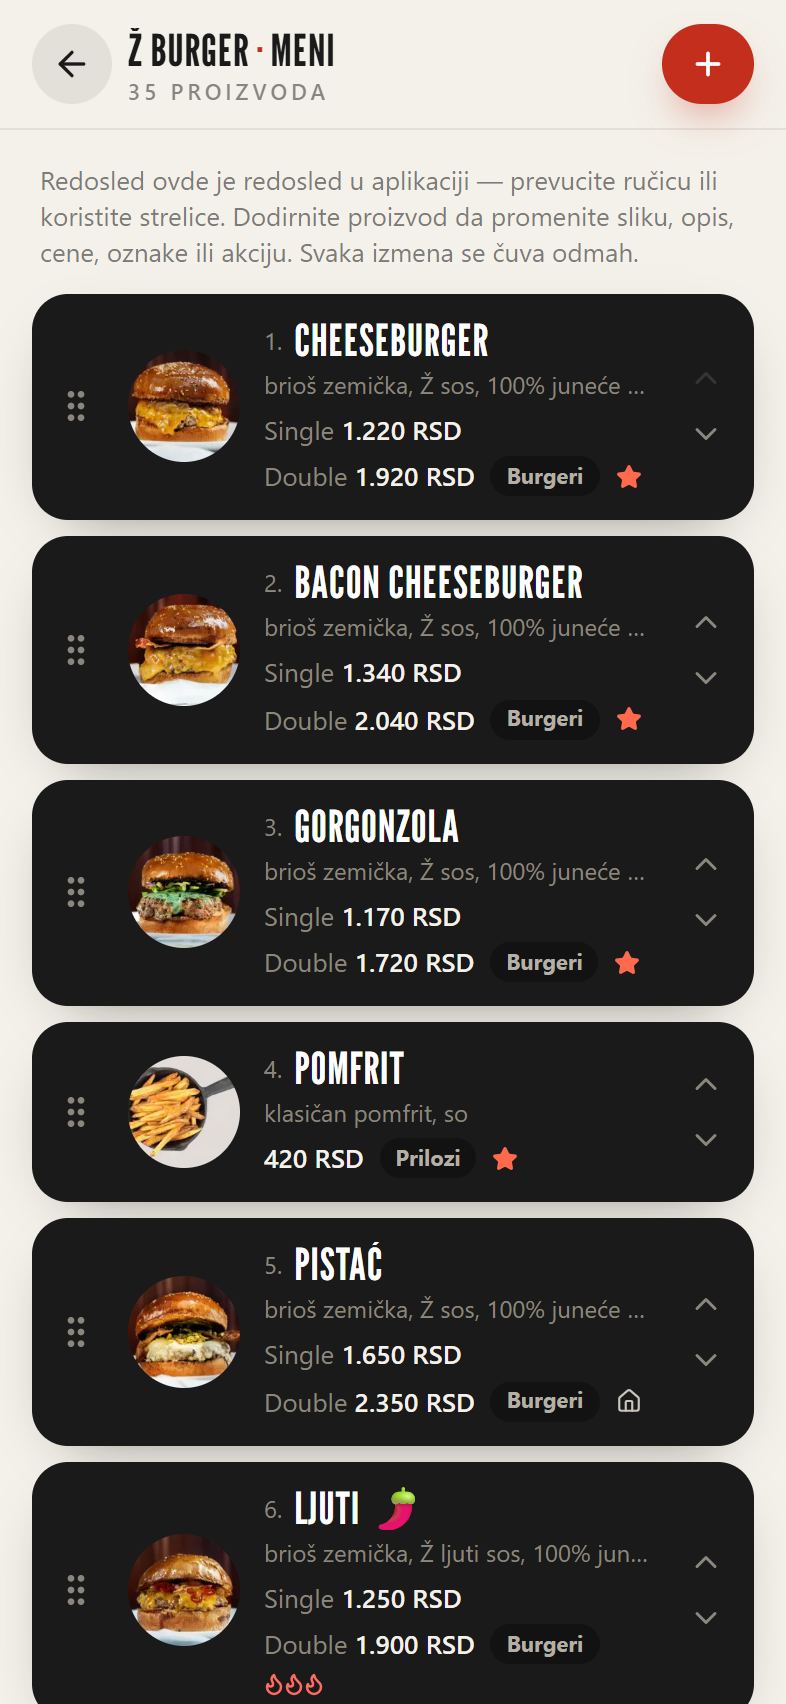 Ž BURGER · MENI
35 PROIZVODA
Redosled ovde je redosled u aplikaciji — prevucite ručicu ili
koristite strelice. Dodirnite proizvod da promenite sliku, opis,
cene, oznake ili akciju. Svaka izmena se čuva odmah.
1. CHEESEBURGER
brioš zemička, Ž sos, 100% juneće ...
Single 1.220 RSD
Double 1.920 RSD Burgeri
2. BACON CHEESEBURGER
brioš zemička, Ž sos, 100% juneće ...
Single 1.340 RSD
Double 2.040 RSD Burgeri
3. GORGONZOLA
brioš zemička, Ž sos, 100% juneće ...
Single 1.170 RSD
Double 1.720 RSD Burgeri
4. POMFRIT
klasičan pomfrit, so
420 RSD Prilozi
5. PISTAĆ
brioš zemička, Ž sos, 100% juneće ...
Single 1.650 RSD
Double 2.350 RSD Burgeri
6. LJUTI 🌶️
brioš zemička, Ž ljuti sos, 100% jun...
Single 1.250 RSD
Double 1.900 RSD Burgeri